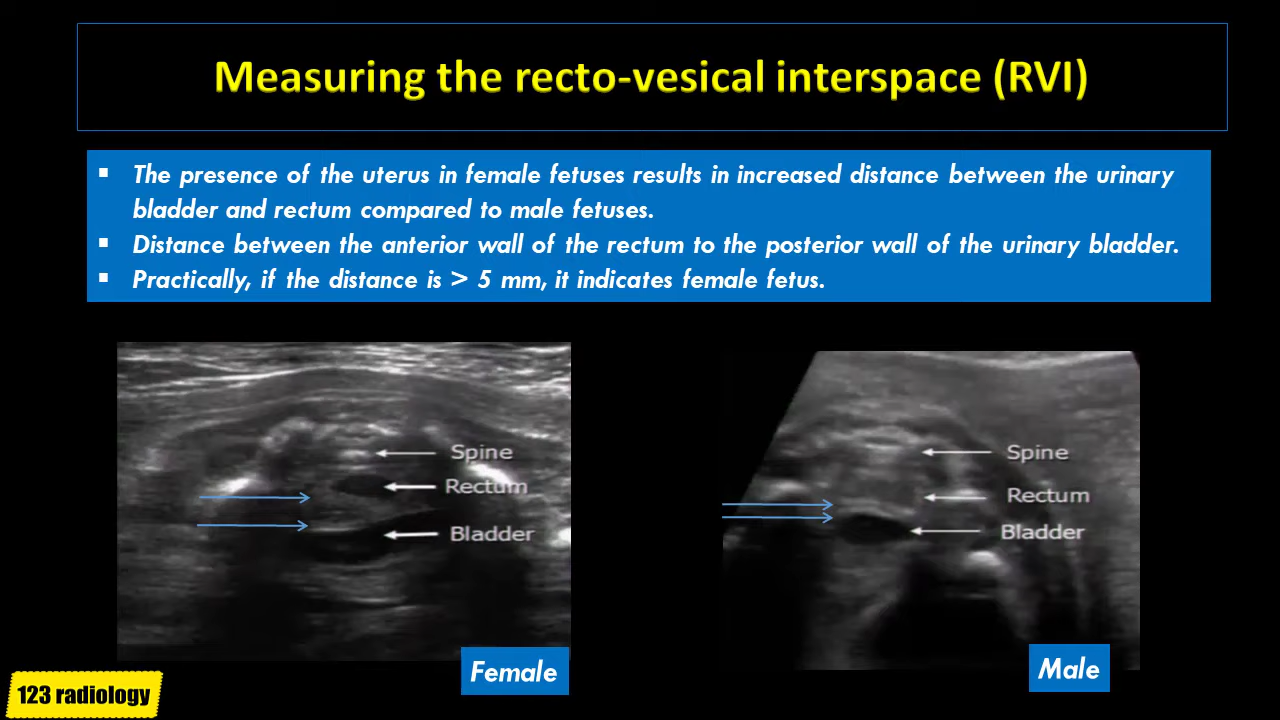 Measuring the recto-vesical interspace (RVI)
▪ The presence of the uterus in female fetuses results in increased distance between the urinary
bladder and rectum compared to male fetuses.
▪ Distance between the anterior wall of the rectum to the posterior wall of the urinary bladder.
▪ Practically, if the distance is > 5 mm, it indicates female fetus.
Spine
Rectum
Bladder
Female
Spine
Rectum
Bladder
Male
123 radiology